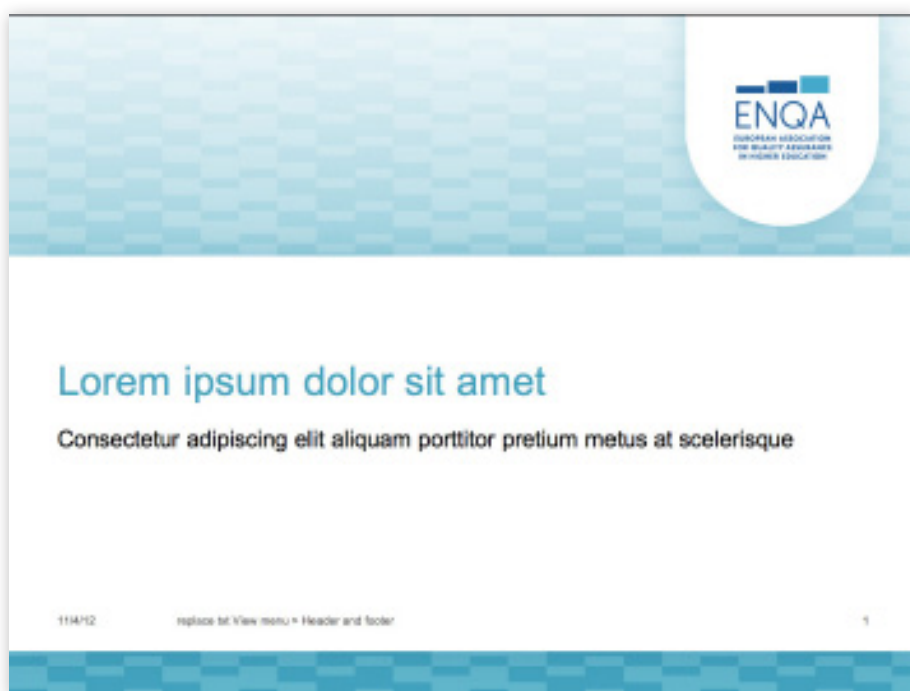 ENQA
EUROPEAN ASSOCIATION
FOR QUALITY ASSURANCE
IN HIGHER EDUCATION
Lorem ipsum dolor sit amet
Consectetur adipiscing elit aliquam porttitor pretium metus at scelerisque
11/4/12 replace txt View menu > Header and footer 1